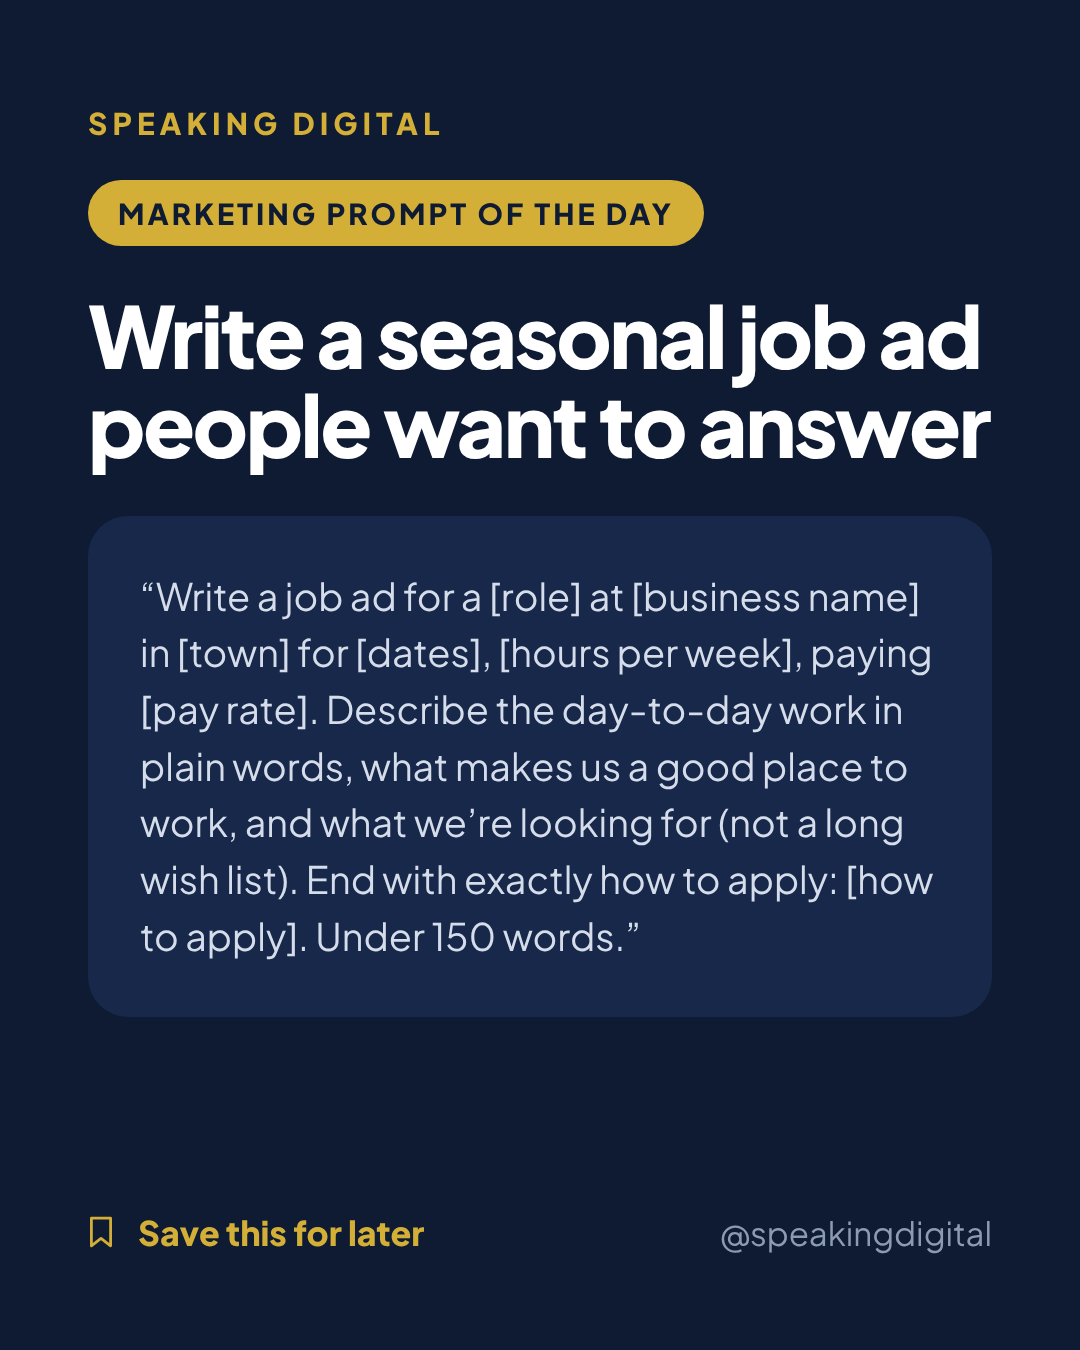 SPEAKING DIGITAL
MARKETING PROMPT OF THE DAY
Write a seasonal job ad
people want to answer
“Write a job ad for a [role] at [business name]
in [town] for [dates], [hours per week], paying
[pay rate]. Describe the day-to-day work in
plain words, what makes us a good place to
work, and what we’re looking for (not a long
wish list). End with exactly how to apply: [how
to apply]. Under 150 words.”
Save this for later
@speakingdigital